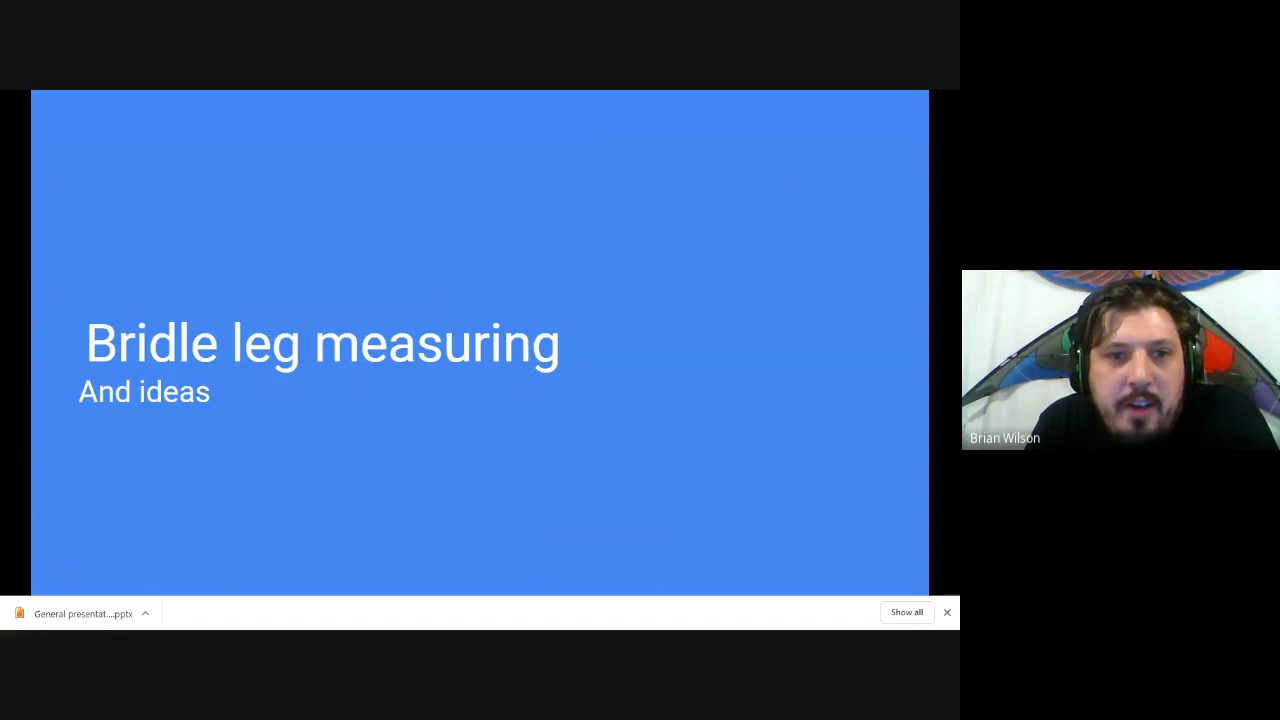 Bridle leg measuring
And ideas
Brian Wilson
General presentat....pptx
Show all